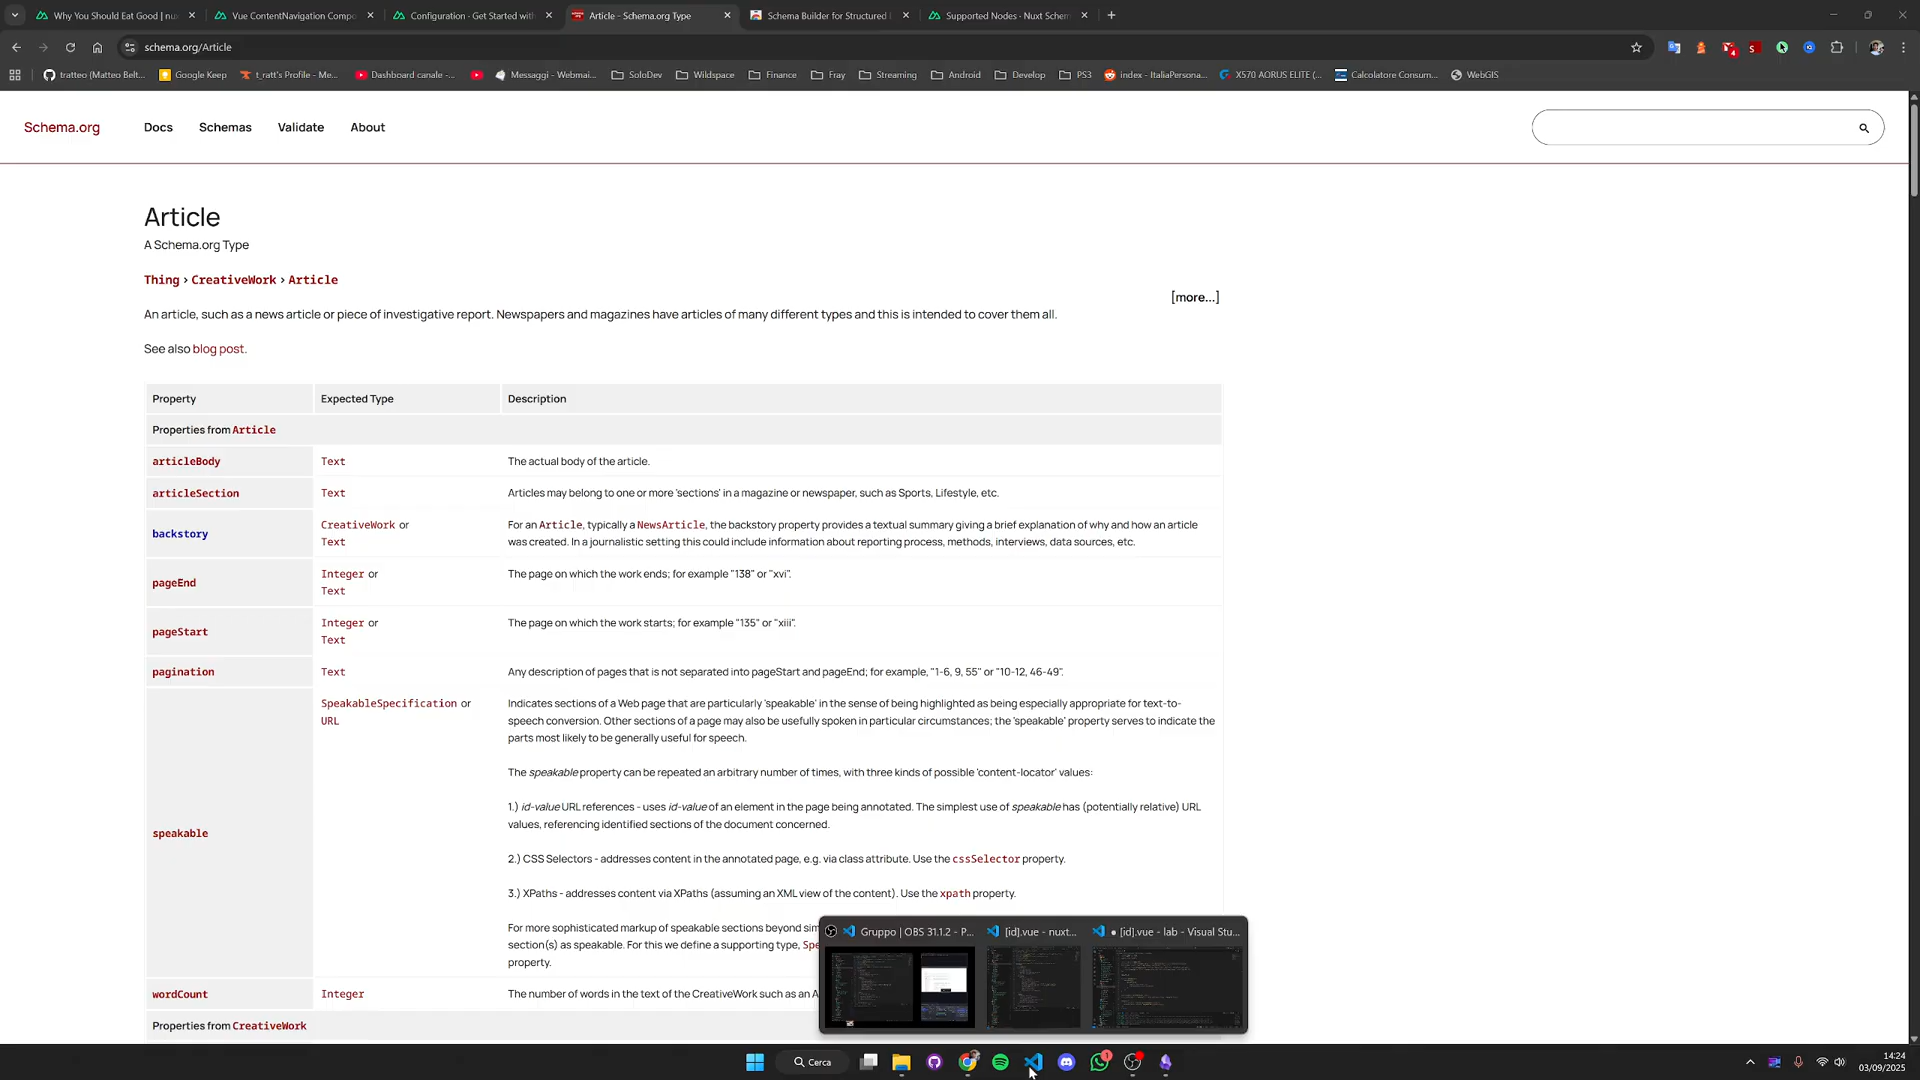 Why You Should Eat Good | nu
Vue ContentNavigation Compo
Configuration · Get Started with
Article - Schema.org Type
Schema Builder for Structured
Supported Nodes · Nuxt Schem
schema.org/Article
tratteo (Matteo Belt...
Google Keep
t_ratt's Profile - Me...
Dashboard canale -...
Messaggi - Webmai...
SoloDev
Wildspace
Finance
Fray
Streaming
Android
Develop
PS3
index - ItaliaPersona...
X570 AORUS ELITE (...
Calcolatore Consum...
WebGIS
Schema.org
Docs
Schemas
Validate
About
Article
A Schema.org Type
Thing > CreativeWork > Article
[more...]
An article, such as a news article or piece of investigative report. Newspapers and magazines have articles of many different types and this is intended to cover them all.
See also blog post.
Property Expected Type Description
Properties from Article
articleBody Text The actual body of the article.
articleSection Text Articles may belong to one or more 'sections' in a magazine or newspaper, such as Sports, Lifestyle, etc.
backstory
CreativeWork or
Text
For an Article, typically a NewsArticle, the backstory property provides a textual summary giving a brief explanation of why and how an article
was created. In a journalistic setting this could include information about reporting process, methods, interviews, data sources, etc.
pageEnd
Integer or
Text
The page on which the work ends; for example "138" or "xvi".
pageStart
Integer or
Text
The page on which the work starts; for example "135" or "xiii".
pagination Text Any description of pages that is not separated into pageStart and pageEnd; for example, "1-6, 9, 55" or "10-12, 46-49".
speakable
SpeakableSpecification or
URL
Indicates sections of a Web page that are particularly 'speakable' in the sense of being highlighted as being especially appropriate for text-to-
speech conversion. Other sections of a page may also be usefully spoken in particular circumstances; the 'speakable' property serves to indicate the
parts most likely to be generally useful for speech.
The speakable property can be repeated an arbitrary number of times, with three kinds of possible 'content-locator' values:
1.) id-value URL references - uses id-value of an element in the page being annotated. The simplest use of speakable has (potentially relative) URL
values, referencing identified sections of the document concerned.
2.) CSS Selectors - addresses content in the annotated page, e.g. via class attribute. Use the cssSelector property.
3.) XPaths - addresses content via XPaths (assuming an XML view of the content). Use the xpath property.
For more sophisticated markup of speakable sections beyond sim
section(s) as speakable. For this we define a supporting type, Spe
property.
wordCount Integer The number of words in the text of the CreativeWork such as an A
Properties from CreativeWork
Gruppo | OBS 31.1.2 - P...
[id].vue - nuxt...
● [id].vue - lab - Visual Stu...
Cerca
1
14:24
03/09/2025